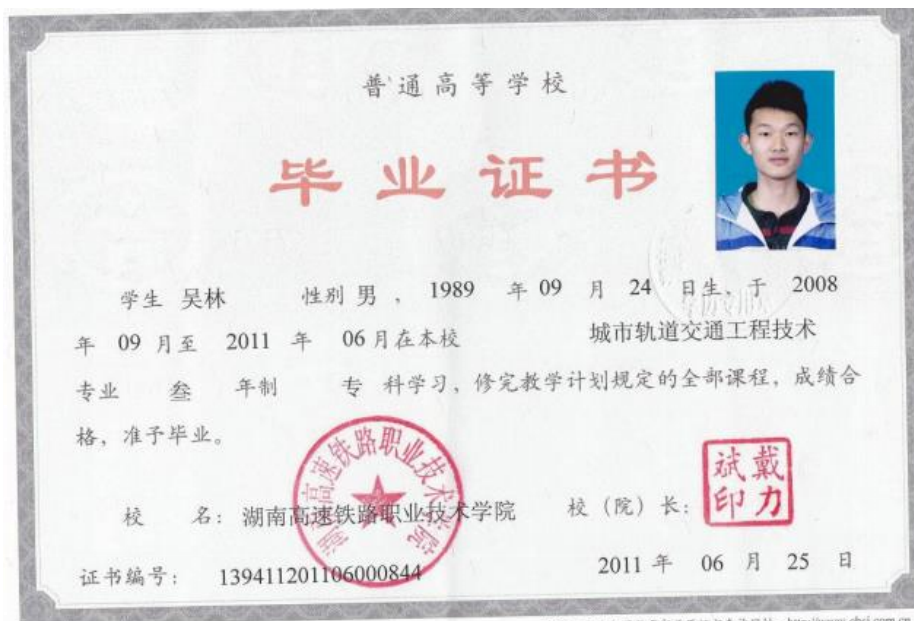 普通高等学校
毕业证书
学生 吴林 性别 男 , 1989 年 09 月 24 日生, 于 2008
年 09 月至 2011 年 06 月在本校 城市轨道交通工程技术
专业 叁 年制 专 科学习, 修完教学计划规定的全部课程, 成绩合
格, 准予毕业。
湖南高速铁路职业技术学院
校 名: 湖南高速铁路职业技术学院 校(院)长: 戴力斌印
证书编号: 139411201106000844 2011 年 06 月 25 日
http://www.chsi.com.cn